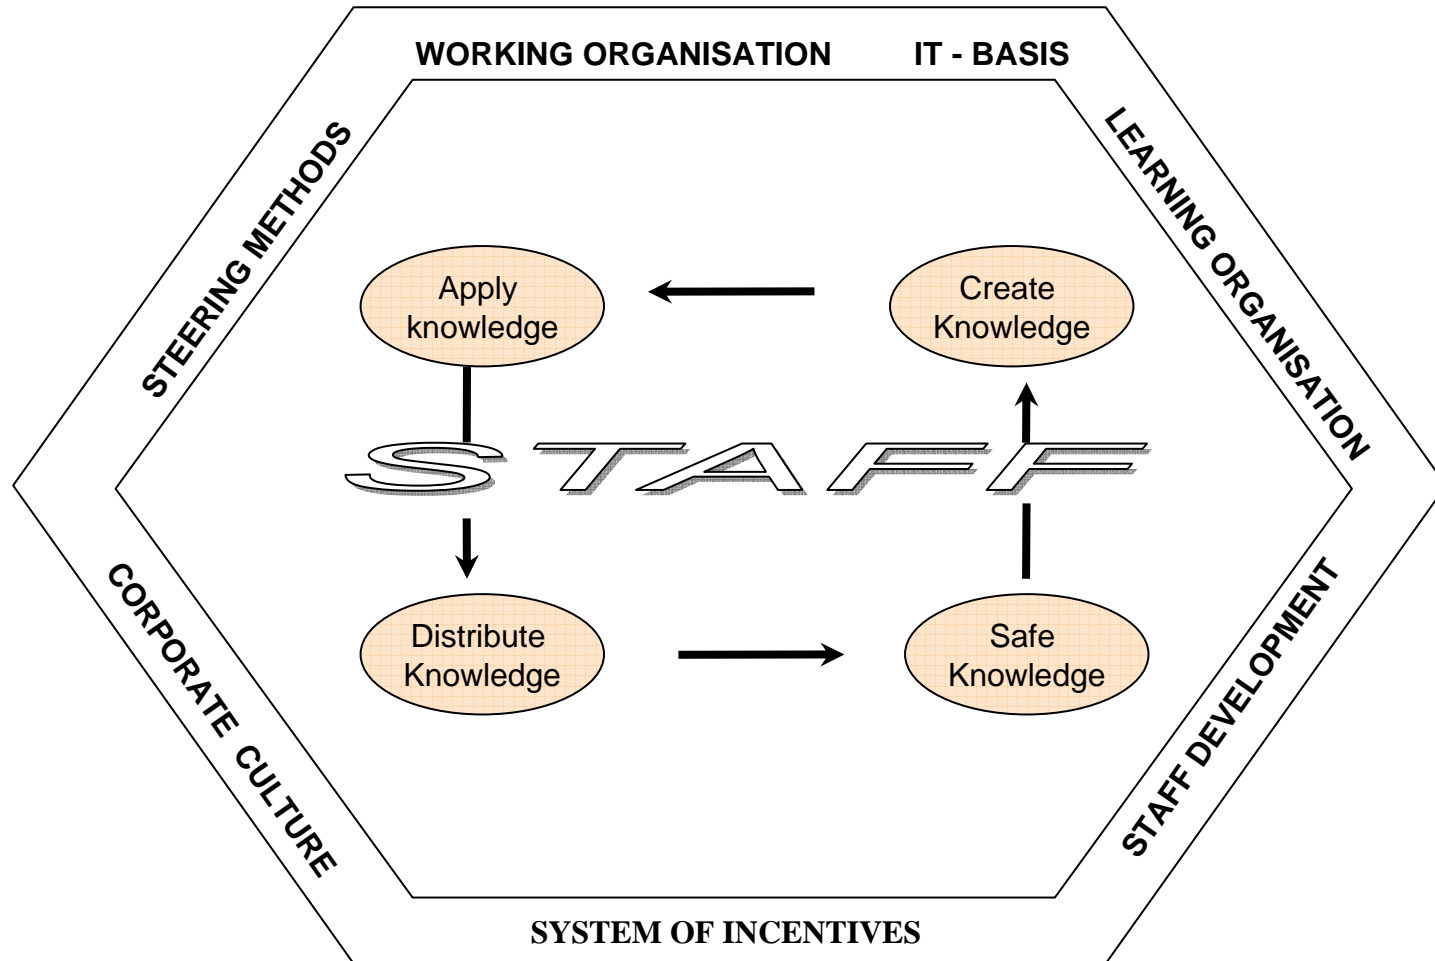 WORKING ORGANISATION IT - BASIS
STEERING METHODS
LEARNING ORGANISATION
Apply
knowledge
Create
Knowledge
S T A F F
Distribute
Knowledge
Safe
Knowledge
CORPORATE CULTURE
STAFF DEVELOPMENT
SYSTEM OF INCENTIVES